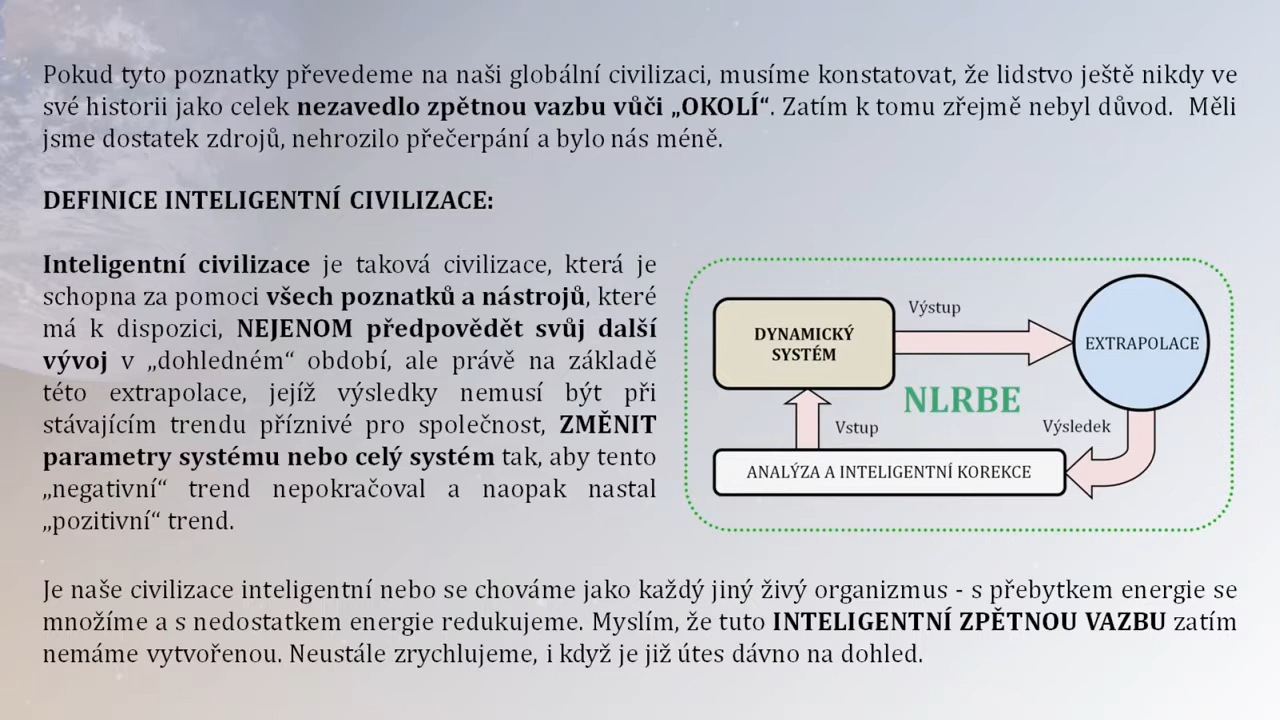 Pokud tyto poznatky převedeme na naši globální civilizaci, musíme konstatovat, že lidstvo ještě nikdy ve
své historii jako celek nezavedlo zpětnou vazbu vůči „OKOLÍ“. Zatím k tomu zřejmě nebyl důvod. Měli
jsme dostatek zdrojů, nehrozilo přečerpání a bylo nás méně.
DEFINICE INTELIGENTNÍ CIVILIZACE:
Inteligentní civilizace je taková civilizace, která je
schopna za pomoci všech poznatků a nástrojů, které
má k dispozici, NEJENOM předpovědět svůj další
vývoj v „dohledném“ období, ale právě na základě
této extrapolace, jejíž výsledky nemusí být při
stávajícím trendu příznivé pro společnost, ZMĚNIT
parametry systému nebo celý systém tak, aby tento
„negativní“ trend nepokračoval a naopak nastal
„pozitivní“ trend.
DYNAMICKÝ
SYSTÉM
Výstup
EXTRAPOLACE
NLRBE
Vstup
Výsledek
ANALÝZA A INTELIGENTNÍ KOREKCE
Je naše civilizace inteligentní nebo se chováme jako každý jiný živý organizmus - s přebytkem energie se
množíme a s nedostatkem energie redukujeme. Myslím, že tuto INTELIGENTNÍ ZPĚTNOU VAZBU zatím
nemáme vytvořenou. Neustále zrychlujeme, i když je již útes dávno na dohled.